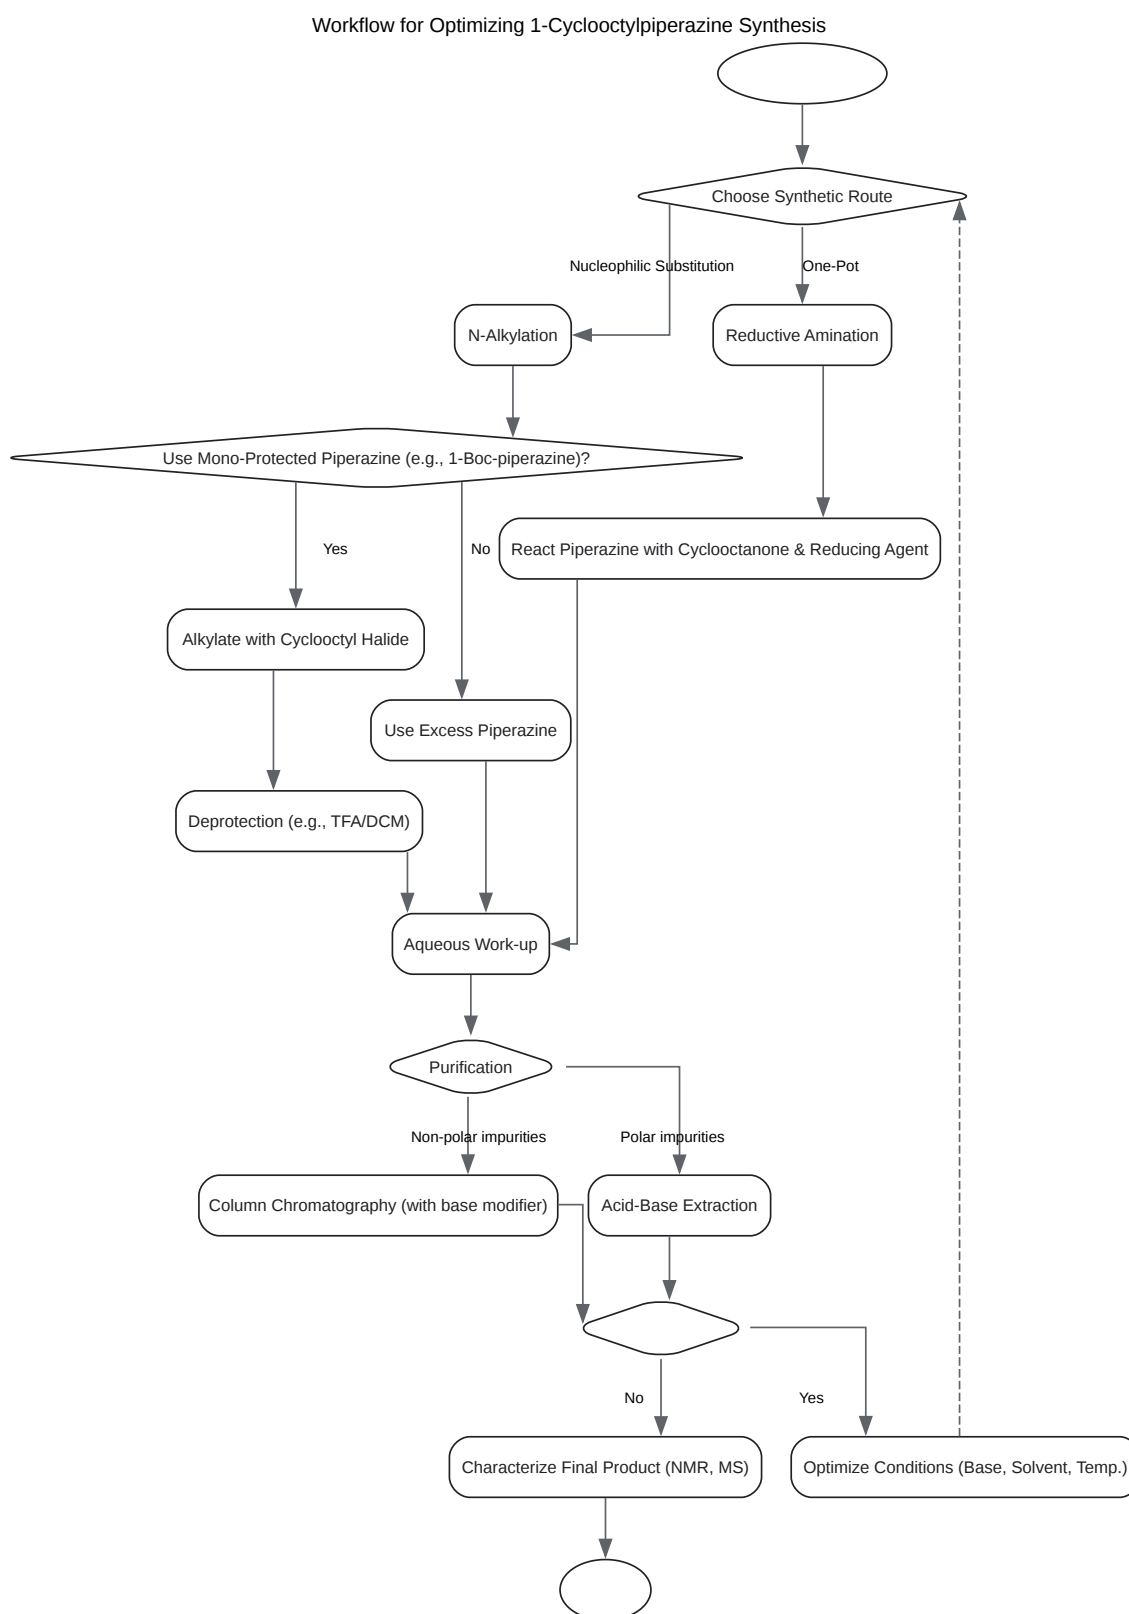 Workflow for Optimizing 1-Cyclooctylpiperazine Synthesis
Choose Synthetic Route
Nucleophilic Substitution
One-Pot
N-Alkylation
Reductive Amination
Use Mono-Protected Piperazine (e.g., 1-Boc-piperazine)?
Yes
No
React Piperazine with Cyclooctanone & Reducing Agent
Alkylate with Cyclooctyl Halide
Use Excess Piperazine
Deprotection (e.g., TFA/DCM)
Aqueous Work-up
Purification
Non-polar impurities
Polar impurities
Column Chromatography (with base modifier)
Acid-Base Extraction
No
Yes
Characterize Final Product (NMR, MS)
Optimize Conditions (Base, Solvent, Temp.)